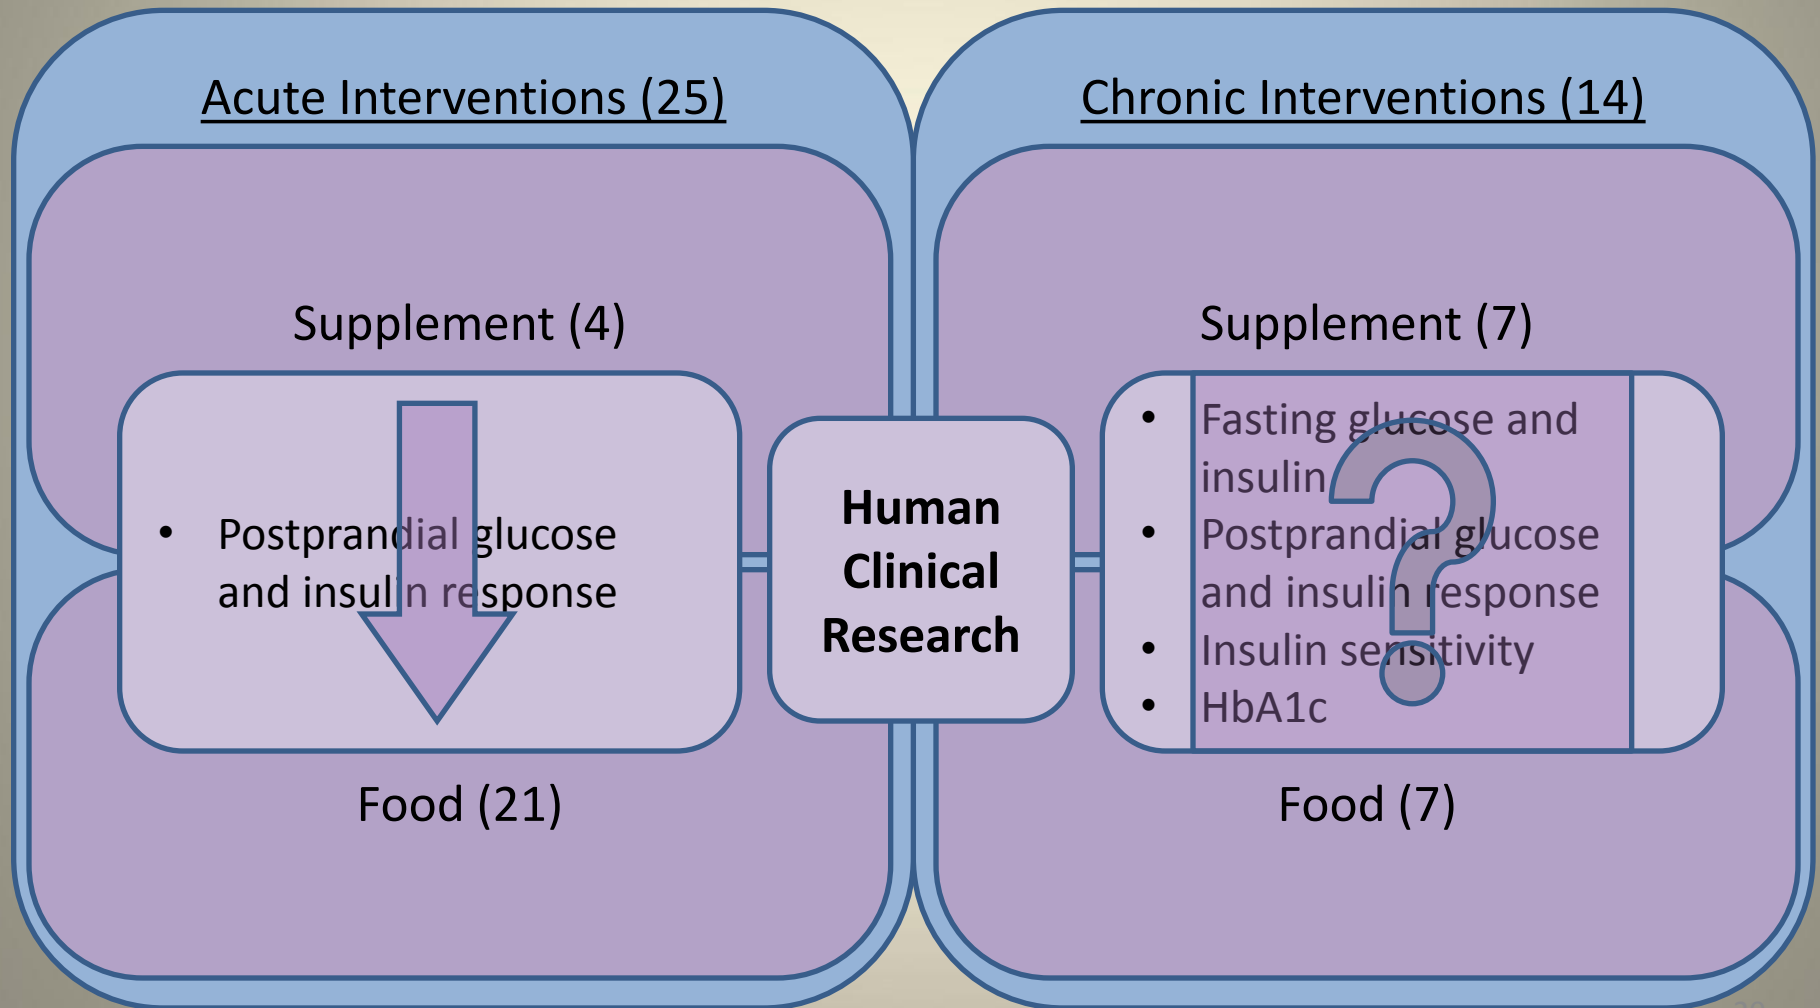 Acute Interventions (25)
Supplement (4)
• Postprandial glucose
and insulin response
Food (21)
Human
Clinical
Research
Chronic Interventions (14)
Supplement (7)
• Fasting glucose and
insulin
• Postprandial glucose
and insulin response
• Insulin sensitivity
• HbA1c
Food (7)